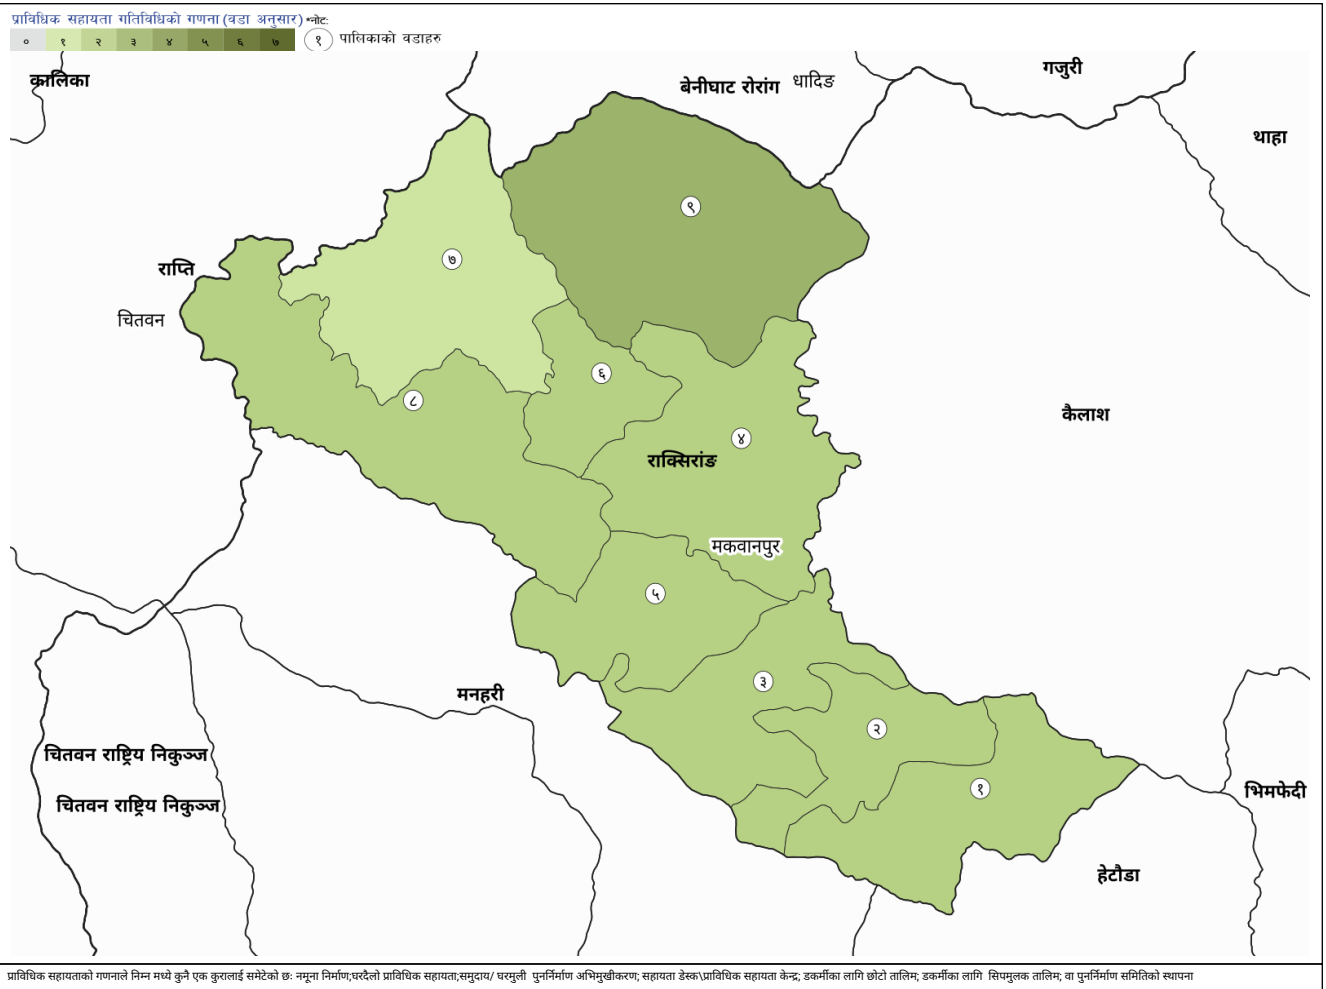 प्राविधिक सहायता गतिविधिको गणना (वडा अनुसार) *नोट:
० १ २ ३ ४ ५ ६ ७ १ पालिकाको वडाहरु
कालिका
बेनीघाट रोरांग धादिङ
गजुरी
थाहा
९
७
राप्ति
चितवन
६
८
कैलाश
४
राक्सिरांङ
मकवानपुर
५
३
मनहरी
२
चितवन राष्ट्रिय निकुञ्ज
१
भिमफेदी
चितवन राष्ट्रिय निकुञ्ज
हेटौडा
प्राविधिक सहायताको गणनाले निम्न मध्ये कुनै एक कुरालाई समेटेको छः नमूना निर्माण;घरदैलो प्राविधिक सहायता;समुदाय/ घरमुली पुनर्निर्माण अभिमुखीकरण; सहायता डेस्क\प्राविधिक सहायता केन्द्र; डकर्मीका लागि छोटो तालिम; डकर्मीका लागि सिपमुलक तालिम; वा पुनर्निर्माण समितिको स्थापना